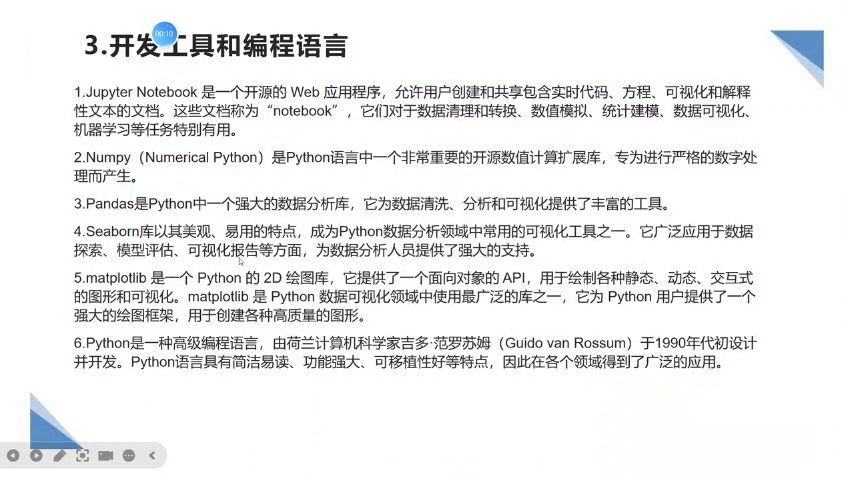 3.开发工具和编程语言
00:10
1.Jupyter Notebook 是一个开源的 Web 应用程序，允许用户创建和共享包含实时代码、方程、可视化和解释
性文本的文档。这些文档称为“notebook”，它们对于数据清理和转换、数值模拟、统计建模、数据可视化、
机器学习等任务特别有用。
2.Numpy（Numerical Python）是Python语言中一个非常重要的开源数值计算扩展库，专为进行严格的数字处
理而产生。
3.Pandas是Python中一个强大的数据分析库，它为数据清洗、分析和可视化提供了丰富的工具。
4.Seaborn库以其美观、易用的特点，成为Python数据分析领域中常用的可视化工具之一。它广泛应用于数据
探索、模型评估、可视化报告等方面，为数据分析人员提供了强大的支持。
5.matplotlib 是一个 Python 的 2D 绘图库，它提供了一个面向对象的 API，用于绘制各种静态、动态、交互式
的图形和可视化。matplotlib 是 Python 数据可视化领域中使用最广泛的库之一，它为 Python 用户提供了一个
强大的绘图框架，用于创建各种高质量的图形。
6.Python是一种高级编程语言，由荷兰计算机科学家吉多·范罗苏姆（Guido van Rossum）于1990年代初设计
并开发。Python语言具有简洁易读、功能强大、可移植性好等特点，因此在各个领域得到了广泛的应用。